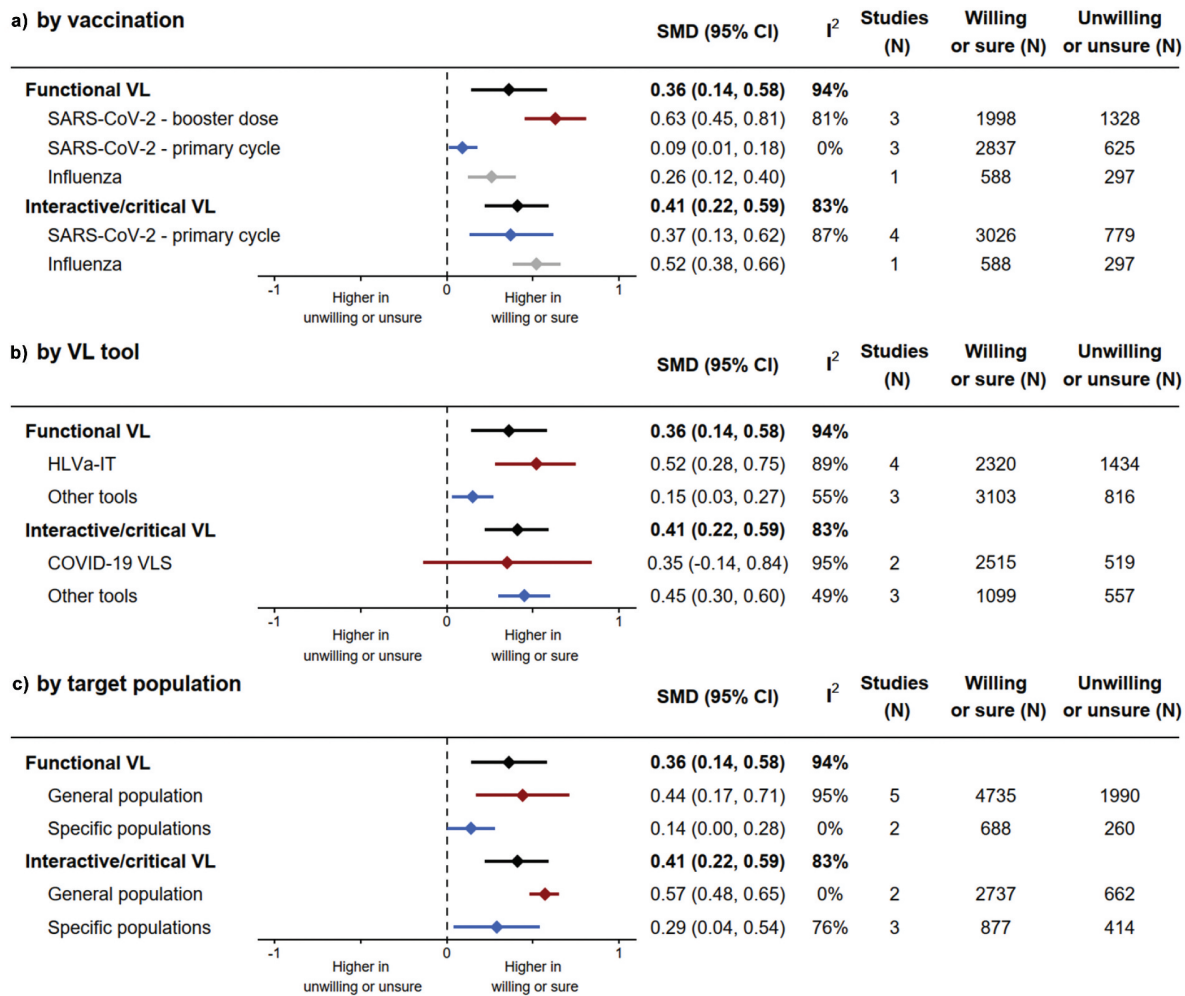 a) by vaccination
SMD (95% CI) I² Studies (N) Willing or sure (N) Unwilling or unsure (N)
Functional VL 0.36 (0.14, 0.58) 94%
SARS-CoV-2 - booster dose 0.63 (0.45, 0.81) 81% 3 1998 1328
SARS-CoV-2 - primary cycle 0.09 (0.01, 0.18) 0% 3 2837 625
Influenza 0.26 (0.12, 0.40) 1 588 297
Interactive/critical VL 0.41 (0.22, 0.59) 83%
SARS-CoV-2 - primary cycle 0.37 (0.13, 0.62) 87% 4 3026 779
Influenza 0.52 (0.38, 0.66) 1 588 297
-1 0 1
Higher in Higher in
unwilling or unsure willing or sure
b) by VL tool
SMD (95% CI) I² Studies (N) Willing or sure (N) Unwilling or unsure (N)
Functional VL 0.36 (0.14, 0.58) 94%
HLVa-IT 0.52 (0.28, 0.75) 89% 4 2320 1434
Other tools 0.15 (0.03, 0.27) 55% 3 3103 816
Interactive/critical VL 0.41 (0.22, 0.59) 83%
COVID-19 VLS 0.35 (-0.14, 0.84) 95% 2 2515 519
Other tools 0.45 (0.30, 0.60) 49% 3 1099 557
-1 0 1
Higher in Higher in
unwilling or unsure willing or sure
c) by target population
SMD (95% CI) I² Studies (N) Willing or sure (N) Unwilling or unsure (N)
Functional VL 0.36 (0.14, 0.58) 94%
General population 0.44 (0.17, 0.71) 95% 5 4735 1990
Specific populations 0.14 (0.00, 0.28) 0% 2 688 260
Interactive/critical VL 0.41 (0.22, 0.59) 83%
General population 0.57 (0.48, 0.65) 0% 2 2737 662
Specific populations 0.29 (0.04, 0.54) 76% 3 877 414
-1 0 1
Higher in Higher in
unwilling or unsure willing or sure